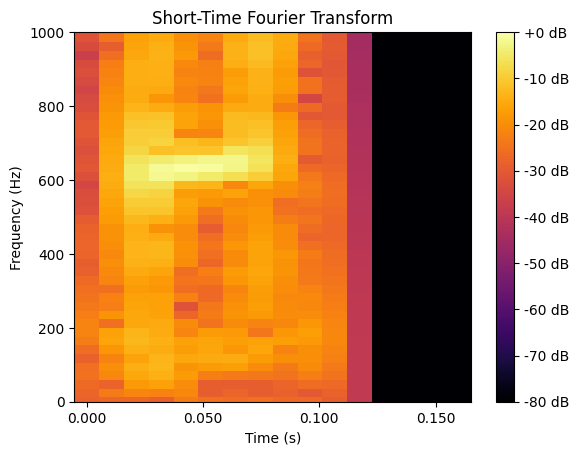 Short-Time Fourier Transform
Frequency (Hz)
1000
800
600
400
200
0
0.000
0.050
0.100
0.150
Time (s)
+0 dB
-10 dB
-20 dB
-30 dB
-40 dB
-50 dB
-60 dB
-70 dB
-80 dB